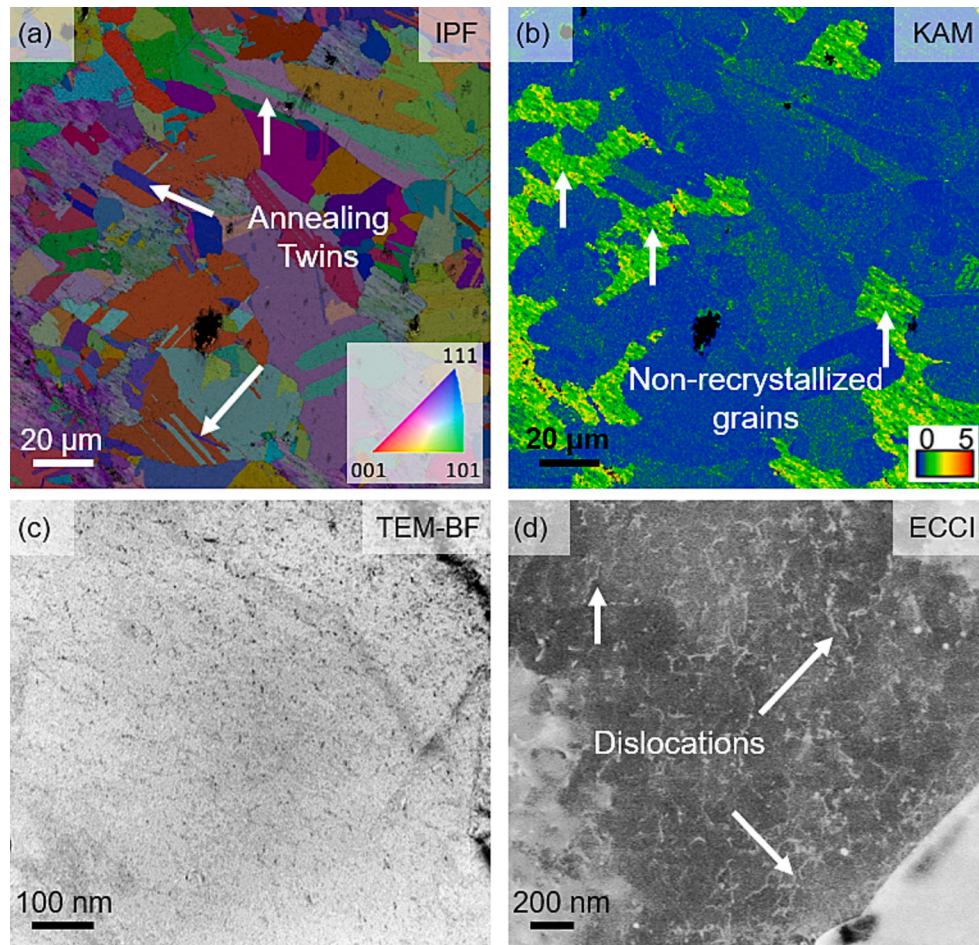 (a)
IPF
Annealing
Twins
111
001
101
20 µm
(b)
KAM
Non-recrystallized
grains
20 µm
0 5
(c)
TEM-BF
100 nm
(d)
ECCI
Dislocations
200 nm